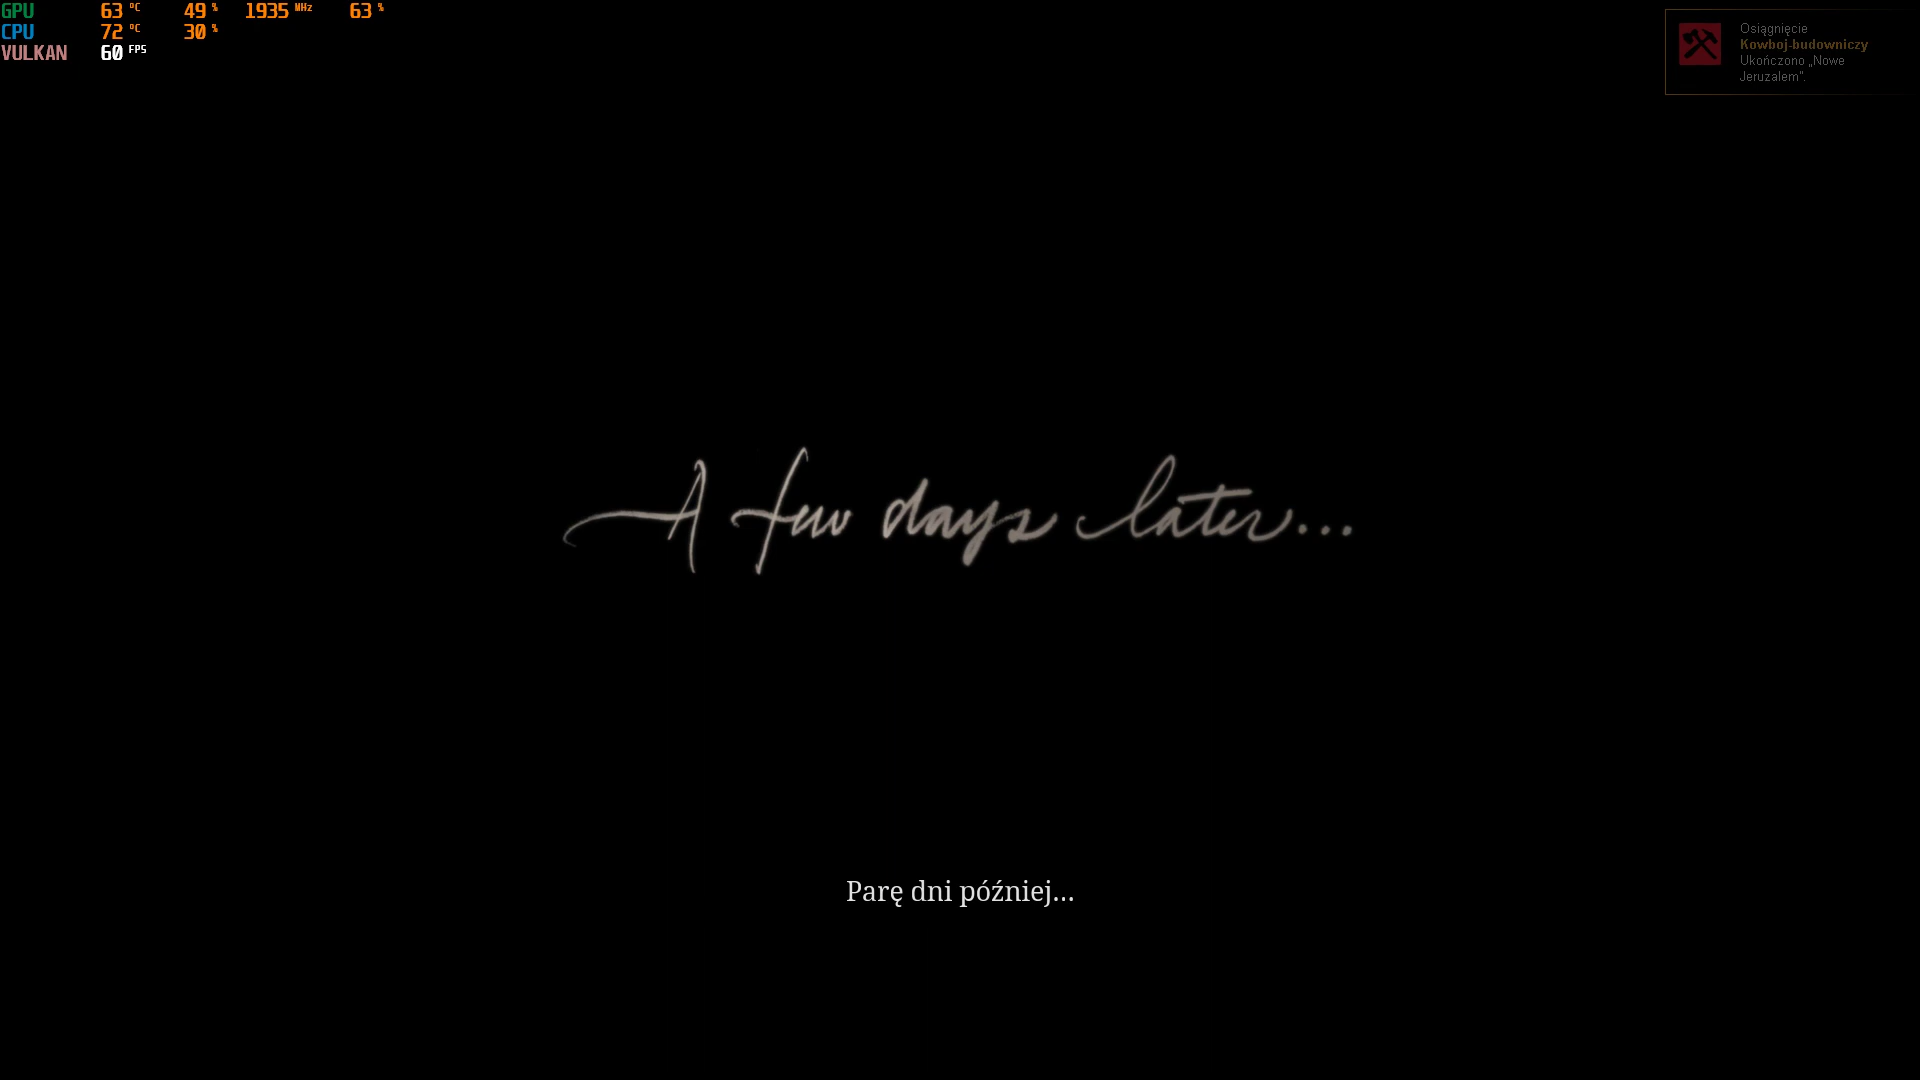 GPU 63 °C 49 % 1935 MHz 63 %
CPU 72 °C 30 %
VULKAN 60 FPS
Osiągnięcie
Kowboj-budowniczy
Ukończono „Nowe
Jeruzalem”.
A few days later...
Parę dni później...